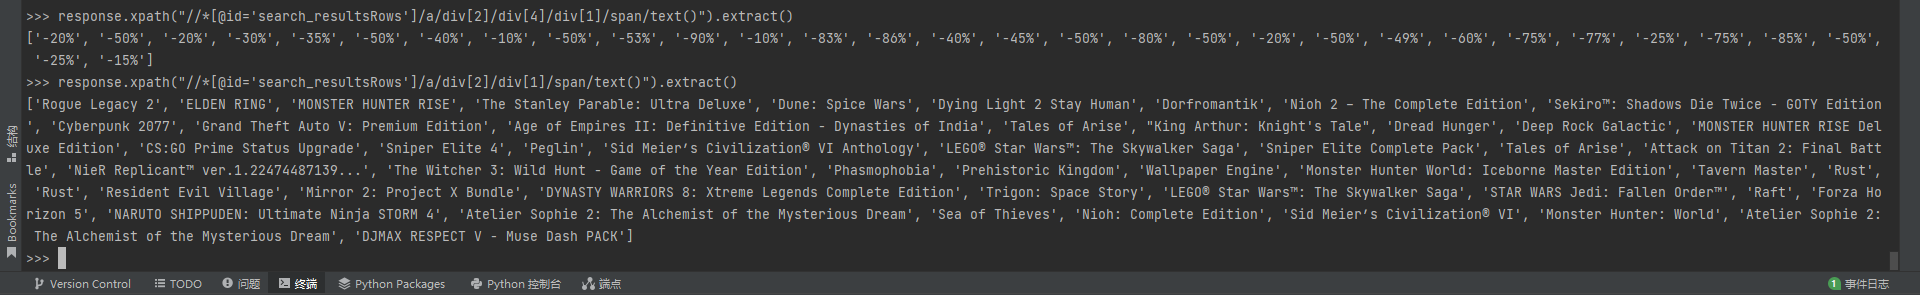 >>> response.xpath("//*[@id='search_resultsRows']/a/div[2]/div[4]/div[1]/span/text()").extract()
['-20%', '-50%', '-20%', '-30%', '-35%', '-50%', '-40%', '-10%', '-50%', '-53%', '-90%', '-10%', '-83%', '-86%', '-40%', '-45%', '-50%', '-80%', '-50%', '-20%', '-50%', '-49%', '-60%', '-75%', '-77%', '-25%', '-75%', '-85%', '-50%',
'-25%', '-15%']
>>> response.xpath("//*[@id='search_resultsRows']/a/div[2]/div[1]/span/text()").extract()
['Rogue Legacy 2', 'ELDEN RING', 'MONSTER HUNTER RISE', 'The Stanley Parable: Ultra Deluxe', 'Dune: Spice Wars', 'Dying Light 2 Stay Human', 'Dorfromantik', 'Nioh 2 – The Complete Edition', 'Sekiro™: Shadows Die Twice - GOTY Edition
', 'Cyberpunk 2077', 'Grand Theft Auto V: Premium Edition', 'Age of Empires II: Definitive Edition - Dynasties of India', 'Tales of Arise', "King Arthur: Knight's Tale", 'Dread Hunger', 'Deep Rock Galactic', 'MONSTER HUNTER RISE Del
uxe Edition', 'CS:GO Prime Status Upgrade', 'Sniper Elite 4', 'Peglin', 'Sid Meier’s Civilization® VI Anthology', 'LEGO® Star Wars™: The Skywalker Saga', 'Sniper Elite Complete Pack', 'Tales of Arise', 'Attack on Titan 2: Final Batt
le', 'NieR Replicant™ ver.1.22474487139...', 'The Witcher 3: Wild Hunt - Game of the Year Edition', 'Phasmophobia', 'Prehistoric Kingdom', 'Wallpaper Engine', 'Monster Hunter World: Iceborne Master Edition', 'Tavern Master', 'Rust',
'Rust', 'Resident Evil Village', 'Mirror 2: Project X Bundle', 'DYNASTY WARRIORS 8: Xtreme Legends Complete Edition', 'Trigon: Space Story', 'LEGO® Star Wars™: The Skywalker Saga', 'STAR WARS Jedi: Fallen Order™', 'Raft', 'Forza Ho
rizon 5', 'NARUTO SHIPPUDEN: Ultimate Ninja STORM 4', 'Atelier Sophie 2: The Alchemist of the Mysterious Dream', 'Sea of Thieves', 'Nioh: Complete Edition', 'Sid Meier’s Civilization® VI', 'Monster Hunter: World', 'Atelier Sophie 2:
The Alchemist of the Mysterious Dream', 'DJMAX RESPECT V - Muse Dash PACK']
>>>
结构
Bookmarks
Version Control TODO 问题 终端 Python Packages Python 控制台 端点 1 事件日志